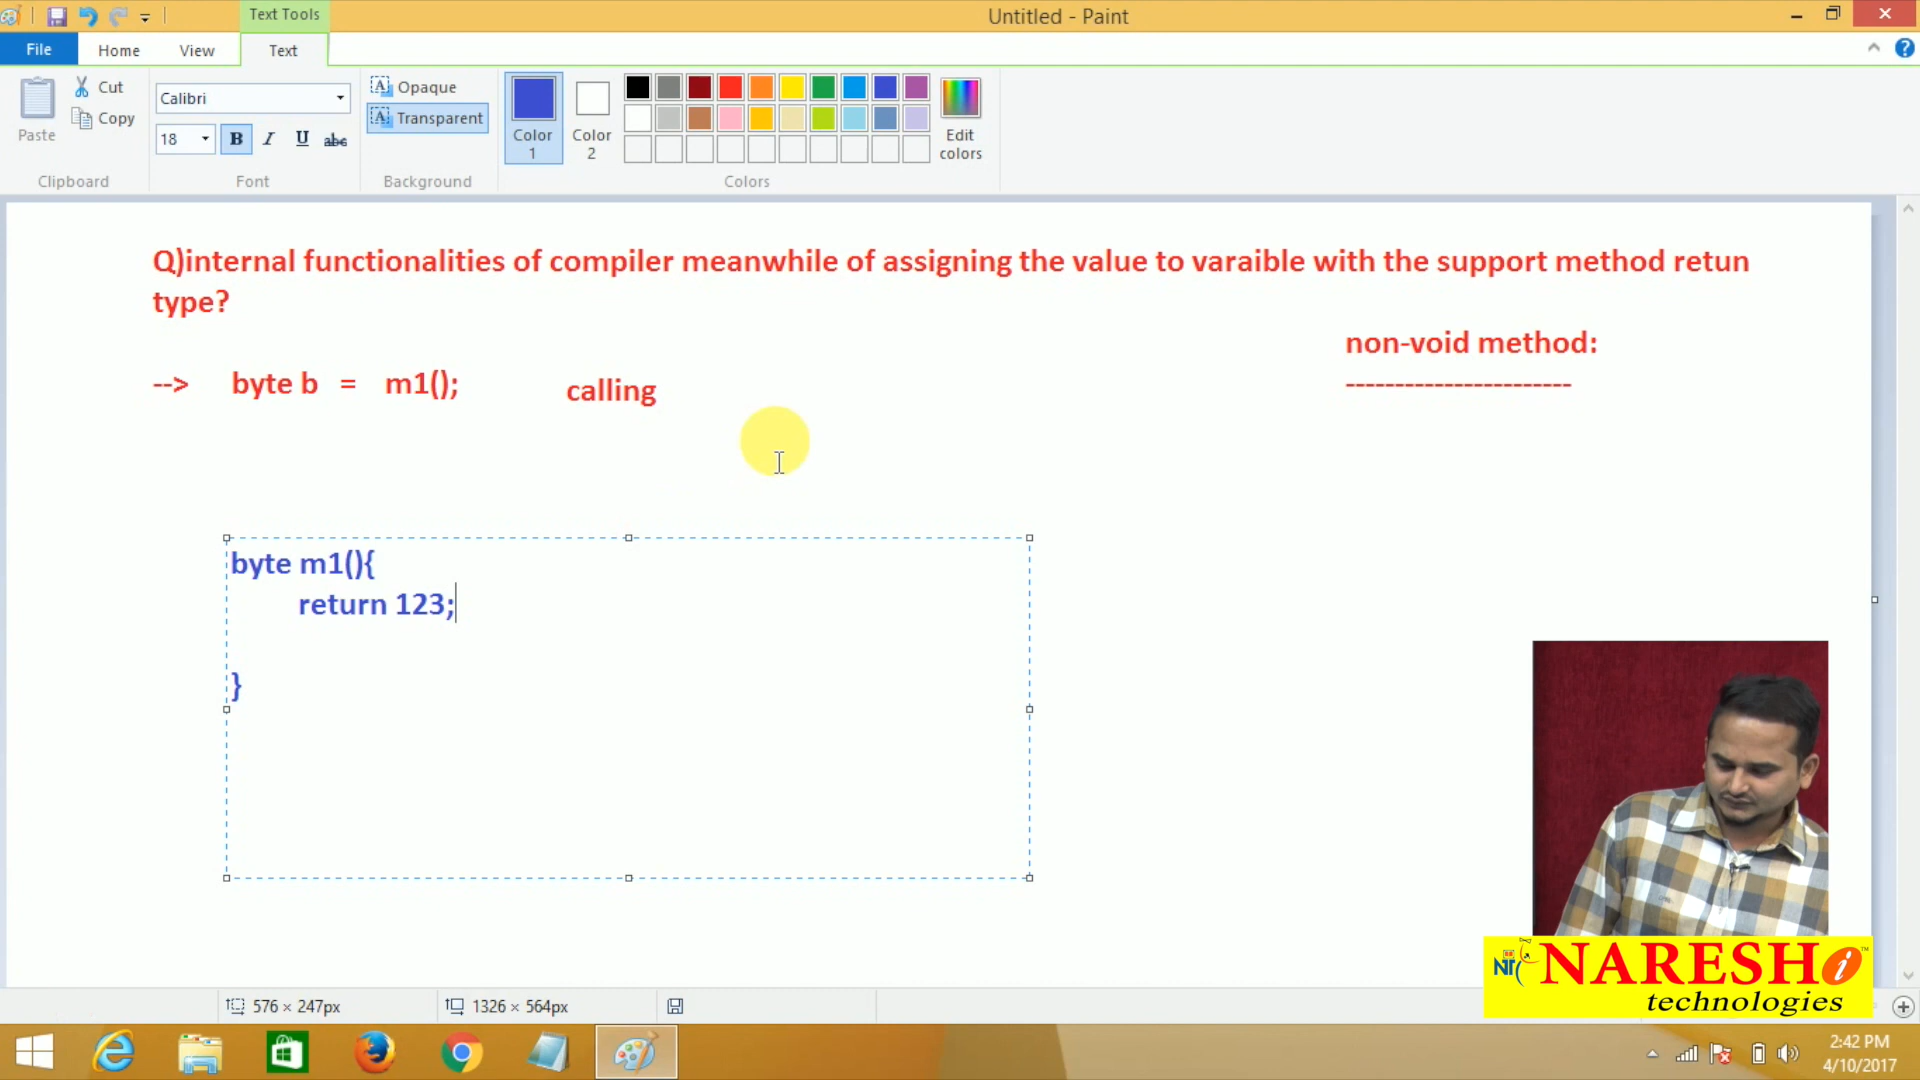 Text Tools
Untitled - Paint
File
Home
View
Text
Paste
Cut
Copy
Clipboard
Calibri
18
B
I
U
abc
Font
A Opaque
A Transparent
Background
Color
1
Color
2
Edit
colors
Colors
Q)internal functionalities of compiler meanwhile of assigning the value to varaible with the support method retun
type?
non-void method:
-----------------------
--> byte b = m1();
calling
byte m1(){
return 123;
}
NT
NARESH i
TM
technologies
576 × 247px
1326 × 564px
2:42 PM
4/10/2017